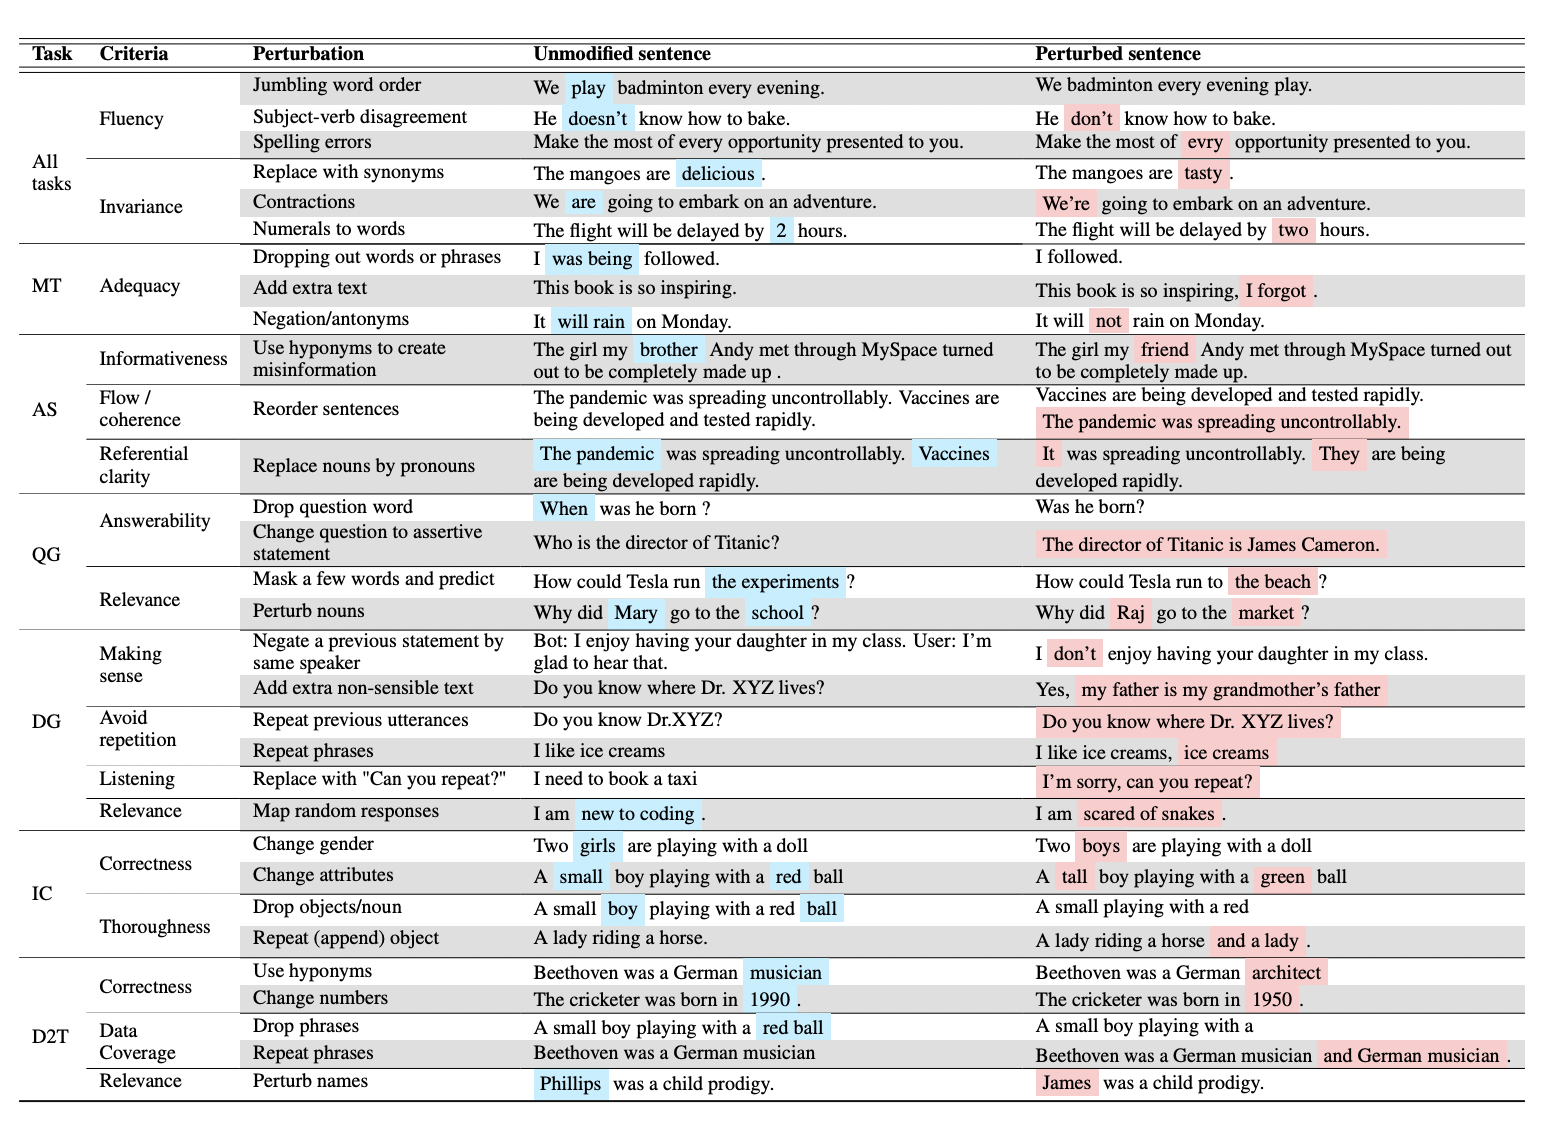 Task Criteria Perturbation Unmodified sentence Perturbed sentence
Jumbling word order We play badminton every evening. We badminton every evening play.
Fluency Subject-verb disagreement He doesn't know how to bake. He don't know how to bake.
Spelling errors Make the most of every opportunity presented to you. Make the most of evry opportunity presented to you.
All
tasks
Replace with synonyms The mangoes are delicious . The mangoes are tasty .
Invariance Contractions We are going to embark on an adventure. We're going to embark on an adventure.
Numerals to words The flight will be delayed by 2 hours. The flight will be delayed by two hours.
Dropping out words or phrases I was being followed. I followed.
MT Adequacy Add extra text This book is so inspiring. This book is so inspiring, I forgot .
Negation/antonyms It will rain on Monday. It will not rain on Monday.
Informativeness Use hyponyms to create The girl my brother Andy met through MySpace turned The girl my friend Andy met through MySpace turned out
misinformation out to be completely made up . to be completely made up.
Flow / The pandemic was spreading uncontrollably. Vaccines are Vaccines are being developed and tested rapidly.
AS coherence Reorder sentences being developed and tested rapidly. The pandemic was spreading uncontrollably.
Referential The pandemic was spreading uncontrollably. Vaccines It was spreading uncontrollably. They are being
clarity Replace nouns by pronouns are being developed rapidly. developed rapidly.
Drop question word When was he born ? Was he born?
Answerability Change question to assertive
statement Who is the director of Titanic? The director of Titanic is James Cameron.
QG
Mask a few words and predict How could Tesla run the experiments ? How could Tesla run to the beach ?
Relevance Perturb nouns Why did Mary go to the school ? Why did Raj go to the market ?
Making Negate a previous statement by Bot: I enjoy having your daughter in my class. User: I'm I don't enjoy having your daughter in my class.
sense same speaker glad to hear that.
Add extra non-sensible text Do you know where Dr. XYZ lives? Yes, my father is my grandmother's father
DG Avoid Repeat previous utterances Do you know Dr.XYZ? Do you know where Dr. XYZ lives?
repetition Repeat phrases I like ice creams I like ice creams, ice creams
Listening Replace with "Can you repeat?" I need to book a taxi I'm sorry, can you repeat?
Relevance Map random responses I am new to coding . I am scared of snakes .
Change gender Two girls are playing with a doll Two boys are playing with a doll
Correctness Change attributes A small boy playing with a red ball A tall boy playing with a green ball
IC
Drop objects/noun A small boy playing with a red ball A small playing with a red
Thoroughness Repeat (append) object A lady riding a horse. A lady riding a horse and a lady .
Use hyponyms Beethoven was a German musician Beethoven was a German architect
Correctness Change numbers The cricketer was born in 1990 . The cricketer was born in 1950 .
D2T Data Drop phrases A small boy playing with a red ball A small boy playing with a
Coverage Repeat phrases Beethoven was a German musician Beethoven was a German musician and German musician .
Relevance Perturb names Phillips was a child prodigy. James was a child prodigy.